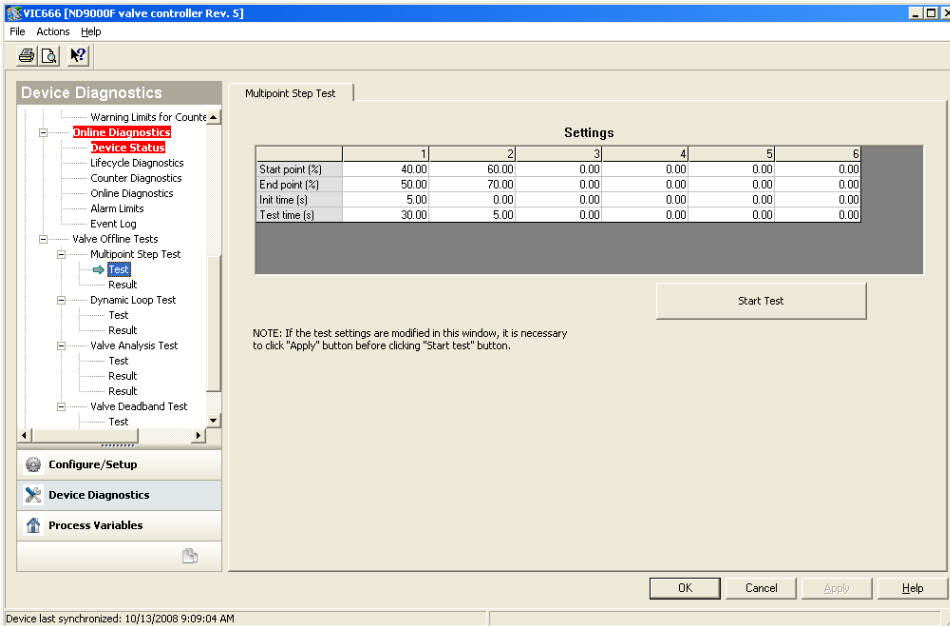 VIC666 [ND9000F valve controller Rev. 5]
File Actions Help
Device Diagnostics
Warning Limits for Counte
Online Diagnostics
Device Status
Lifecycle Diagnostics
Counter Diagnostics
Online Diagnostics
Alarm Limits
Event Log
Valve Offline Tests
Multipoint Step Test
Test
Result
Dynamic Loop Test
Test
Result
Valve Analysis Test
Test
Result
Result
Valve Deadband Test
Test
Configure/Setup
Device Diagnostics
Process Variables
Multipoint Step Test
Settings
1 2 3 4 5 6
Start point (%) 40.00 60.00 0.00 0.00 0.00 0.00
End point (%) 50.00 70.00 0.00 0.00 0.00 0.00
Init time (s) 5.00 0.00 0.00 0.00 0.00 0.00
Test time (s) 30.00 5.00 0.00 0.00 0.00 0.00
Start Test
NOTE: If the test settings are modified in this window, it is necessary
to click "Apply" button before clicking "Start test" button.
OK Cancel Apply Help
Device last synchronized: 10/13/2008 9:09:04 AM